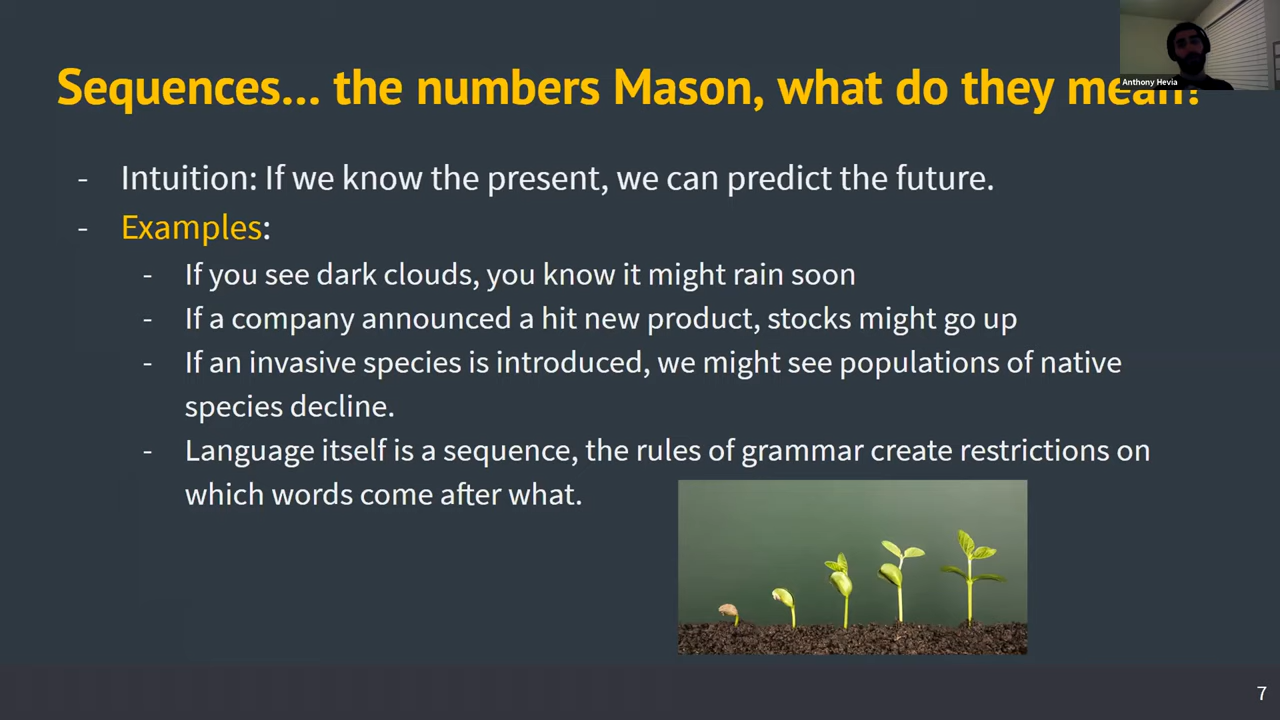 Anthony Hevia
Sequences... the numbers Mason, what do they mean?
- Intuition: If we know the present, we can predict the future.
- Examples:
- If you see dark clouds, you know it might rain soon
- If a company announced a hit new product, stocks might go up
- If an invasive species is introduced, we might see populations of native
species decline.
- Language itself is a sequence, the rules of grammar create restrictions on
which words come after what.
7